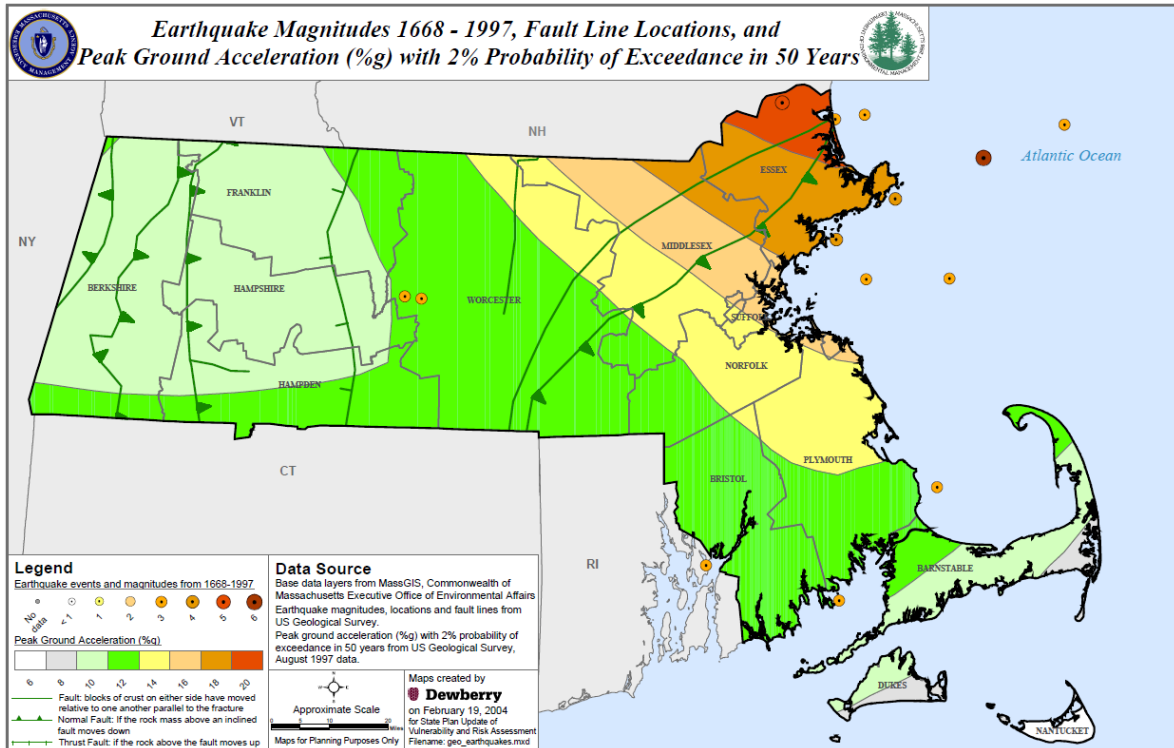 Earthquake Magnitudes 1668 - 1997, Fault Line Locations, and
Peak Ground Acceleration (%g) with 2% Probability of Exceedance in 50 Years
VT
NH
Atlantic Ocean
ESSEX
FRANKLIN
NY
MIDDLESEX
BERKSHIRE
HAMPSHIRE
WORCESTER
SUFFOLK
NORFOLK
HAMPDEN
PLYMOUTH
CT
BRISTOL
RI
BARNSTABLE
DUKES
NANTUCKET
Legend
Earthquake events and magnitudes from 1668-1997
No data
<1
1
2
3
4
5
6
Peak Ground Acceleration (%g)
6
8
10
12
14
16
18
20
Fault: blocks of crust on either side have moved
relative to one another parallel to the fracture
Normal Fault: If the rock mass above an inclined
fault moves down
Thrust Fault: if the rock above the fault moves up
Data Source
Base data layers from MassGIS, Commonwealth of
Massachusetts Executive Office of Environmental Affairs
Earthquake magnitudes, locations and fault lines from
US Geological Survey.
Peak ground acceleration (%g) with 2% probability of
exceedance in 50 years from US Geological Survey,
August 1997 data.
Approximate Scale
0 5 10 20
Miles
Maps for Planning Purposes Only
Maps created by
Dewberry
on February 19, 2004
for State Plan Update of
Vulnerability and Risk Assessment
Filename: geo_earthquakes.mxd